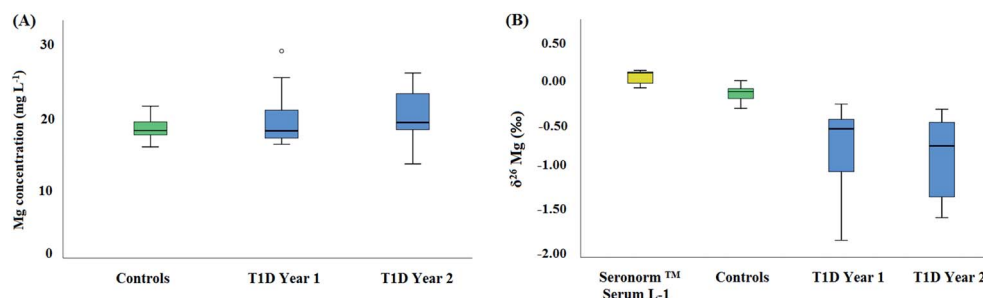 (A)
Mg concentration (mg L-1)
30
20
10
0
Controls
T1D Year 1
T1D Year 2
(B)
δ26 Mg (‰)
0.50
0.00
-0.50
-1.00
-1.50
-2.00
Seronorm TM
Serum L-1
Controls
T1D Year 1
T1D Year 2